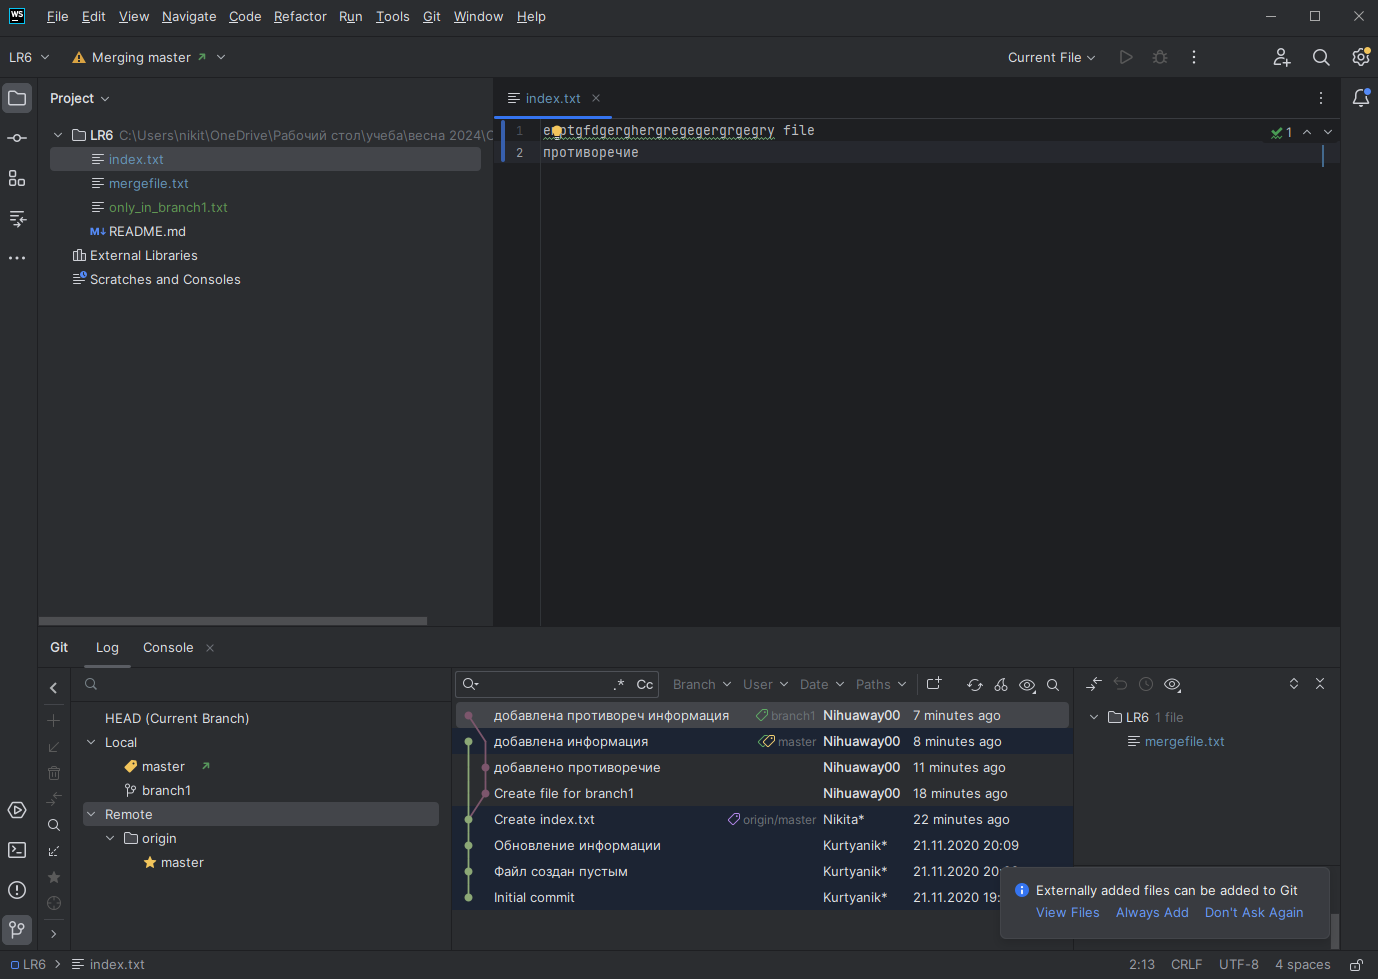 WS File Edit View Navigate Code Refactor Run Tools Git Window Help
LR6 Merging master Current File
Project
LR6 C:\Users\nikit\OneDrive\Рабочий стол\учеба\весна 2024\
index.txt
mergefile.txt
only_in_branch1.txt
M↓ README.md
External Libraries
Scratches and Consoles
index.txt
1 file
2 противоречие
1
Git Log Console
HEAD (Current Branch)
Local
master
branch1
Remote
origin
master
.* Cc Branch User Date Paths
добавлена противореч информация branch1 Nihuaway00 7 minutes ago
добавлена информация master Nihuaway00 8 minutes ago
добавлено противоречие Nihuaway00 11 minutes ago
Create file for branch1 Nihuaway00 18 minutes ago
Create index.txt origin/master Nikita* 22 minutes ago
Обновление информации Kurtyanik* 21.11.2020 20:09
Файл создан пустым Kurtyanik* 21.11.2020
Initial commit Kurtyanik* 21.11.2020
LR6 1 file
mergefile.txt
Externally added files can be added to Git
View Files Always Add Don't Ask Again
LR6 index.txt 2:13 CRLF UTF-8 4 spaces